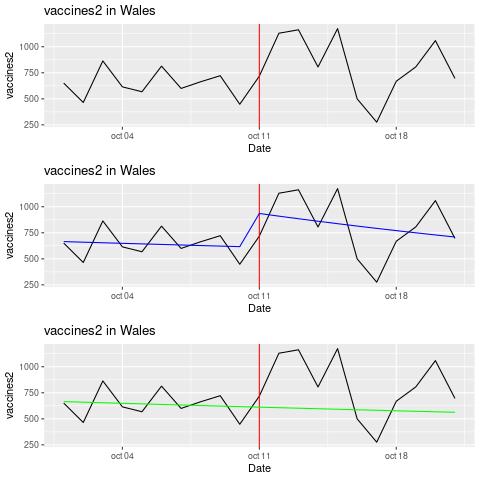 vaccines2 in Wales
vaccines2
1000
750
500
250
oct 04
oct 11
oct 18
Date
vaccines2 in Wales
vaccines2
1000
750
500
250
oct 04
oct 11
oct 18
Date
vaccines2 in Wales
vaccines2
1000
750
500
250
oct 04
oct 11
oct 18
Date